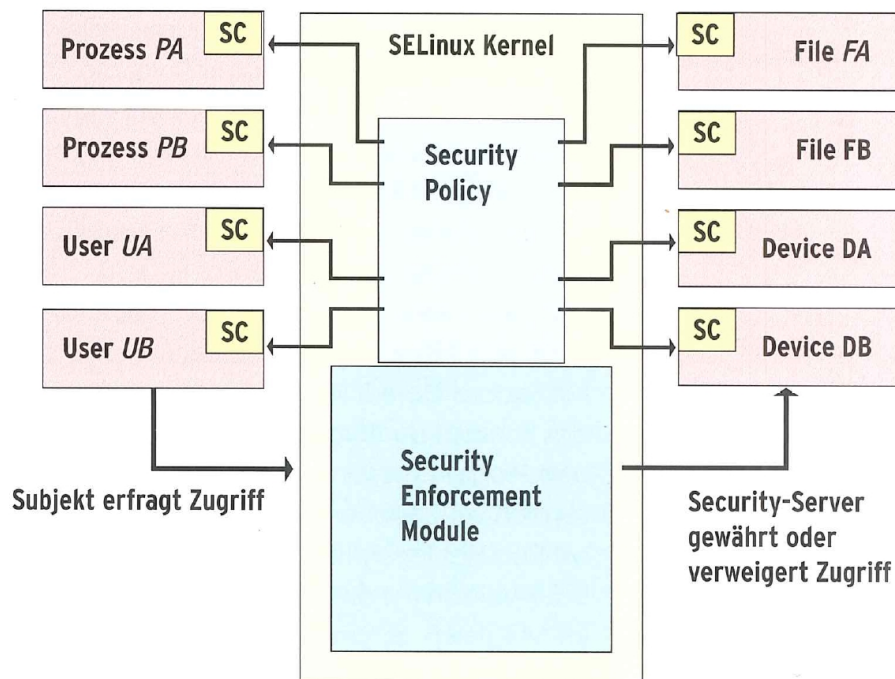 Prozess PA
SC
SELinux Kernel
SC
File FA
Prozess PB
SC
Security
Policy
SC
File FB
User UA
SC
SC
Device DA
User UB
SC
SC
Device DB
Subjekt erfragt Zugriff
Security
Enforcement
Module
Security-Server
gewährt oder
verweigert Zugriff